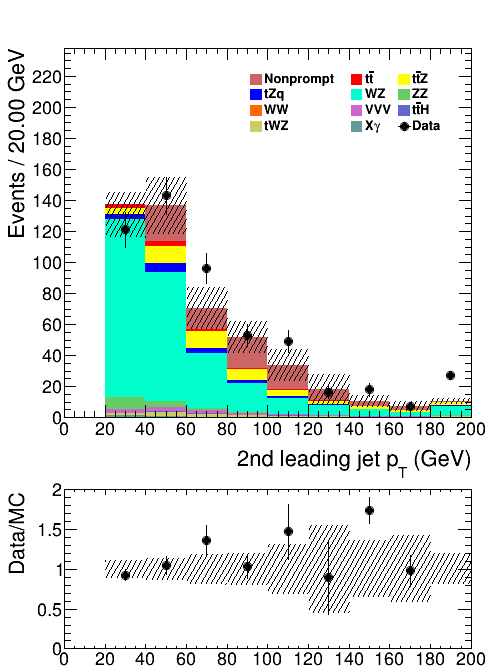 Events / 20.00 GeV
220
200
180
160
140
120
100
80
60
40
20
0
Nonprompt tt̄ tt̄Z
tZq WZ ZZ
WW VVV tt̄H
tWZ Xγ Data
0 20 40 60 80 100 120 140 160 180 200
2nd leading jet p_T (GeV)
Data/MC
2
1.5
1
0.5
0
0 20 40 60 80 100 120 140 160 180 200